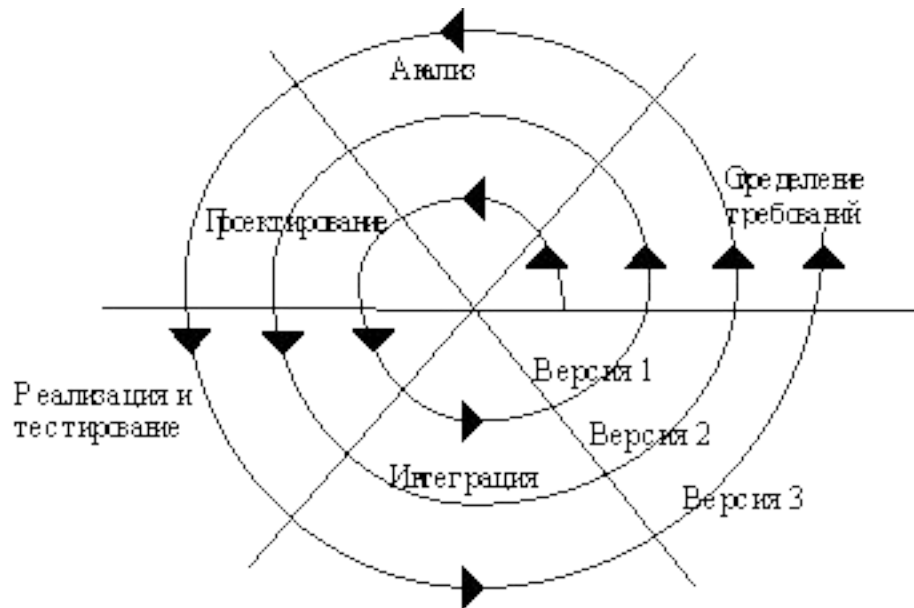 Анализ
Определение
требований
Проектирование
Версия 1
Реализация и
тестирование
Версия 2
Интеграция
Версия 3